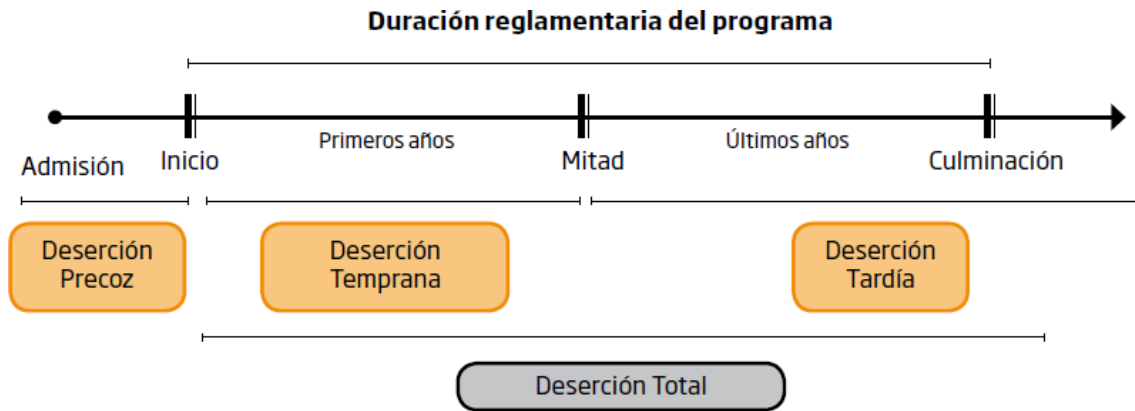 Duración reglamentaria del programa
Primeros años
Últimos años
Admisión
Inicio
Mitad
Culminación
Deserción
Precoz
Deserción
Temprana
Deserción
Tardía
Deserción Total